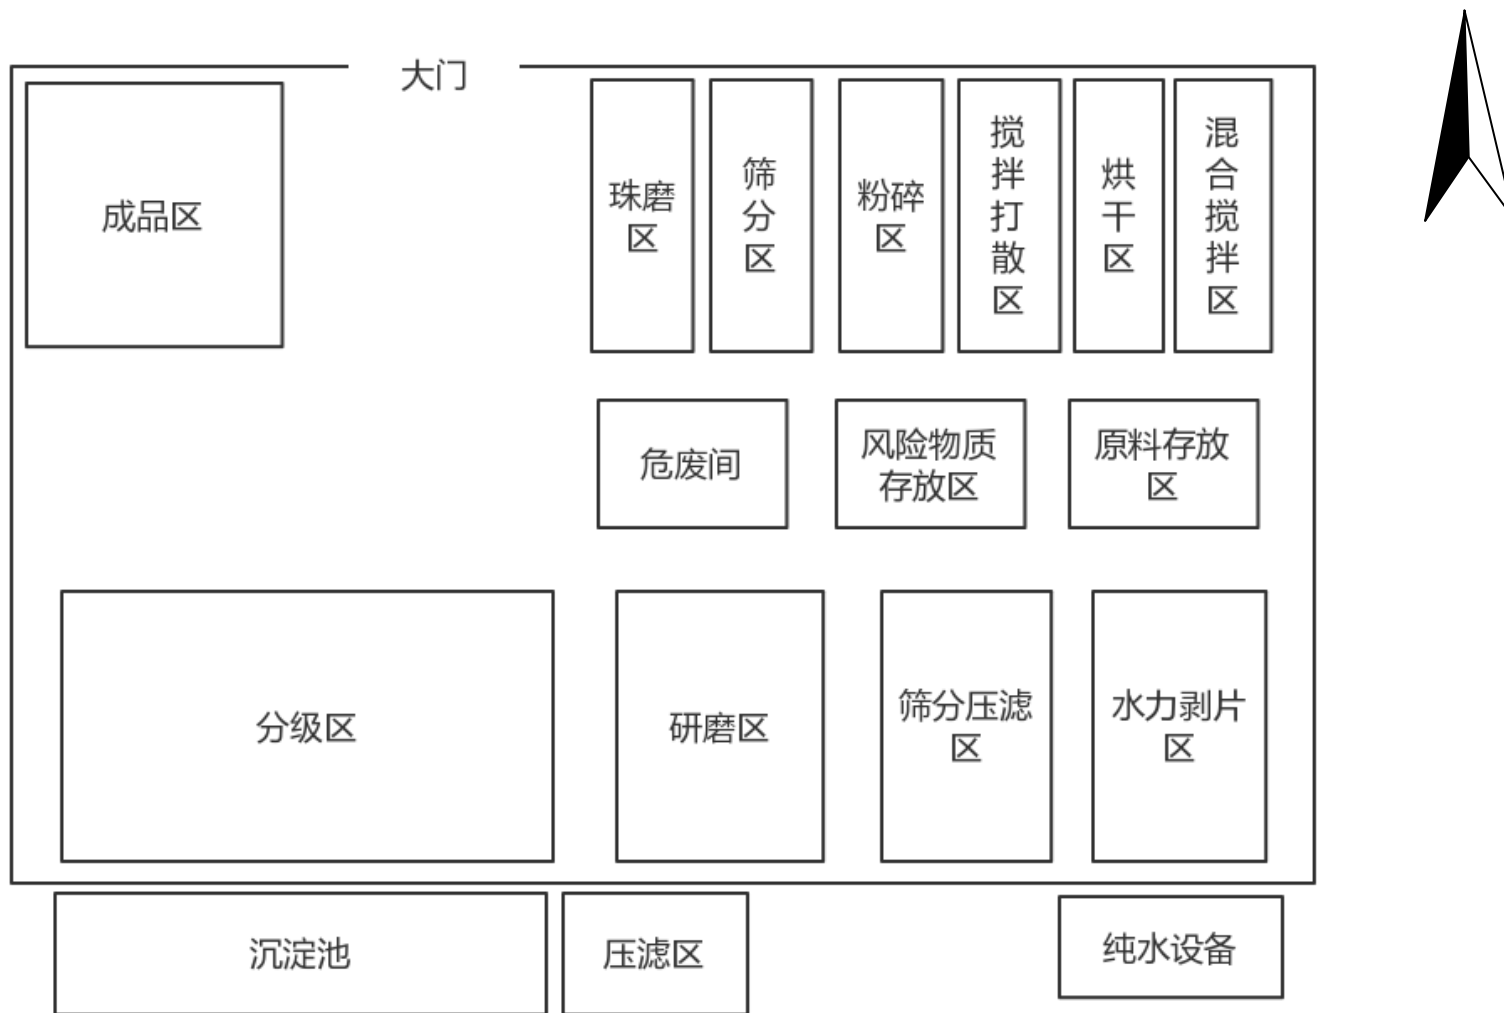 大门
成品区
珠磨
区
筛
分
区
粉碎
区
搅
拌
打
散
区
烘
干
区
混
合
搅
拌
区
危废间
风险物质
存放区
原料存放
区
分级区
研磨区
筛分压滤
区
水力剥片
区
沉淀池
压滤区
纯水设备